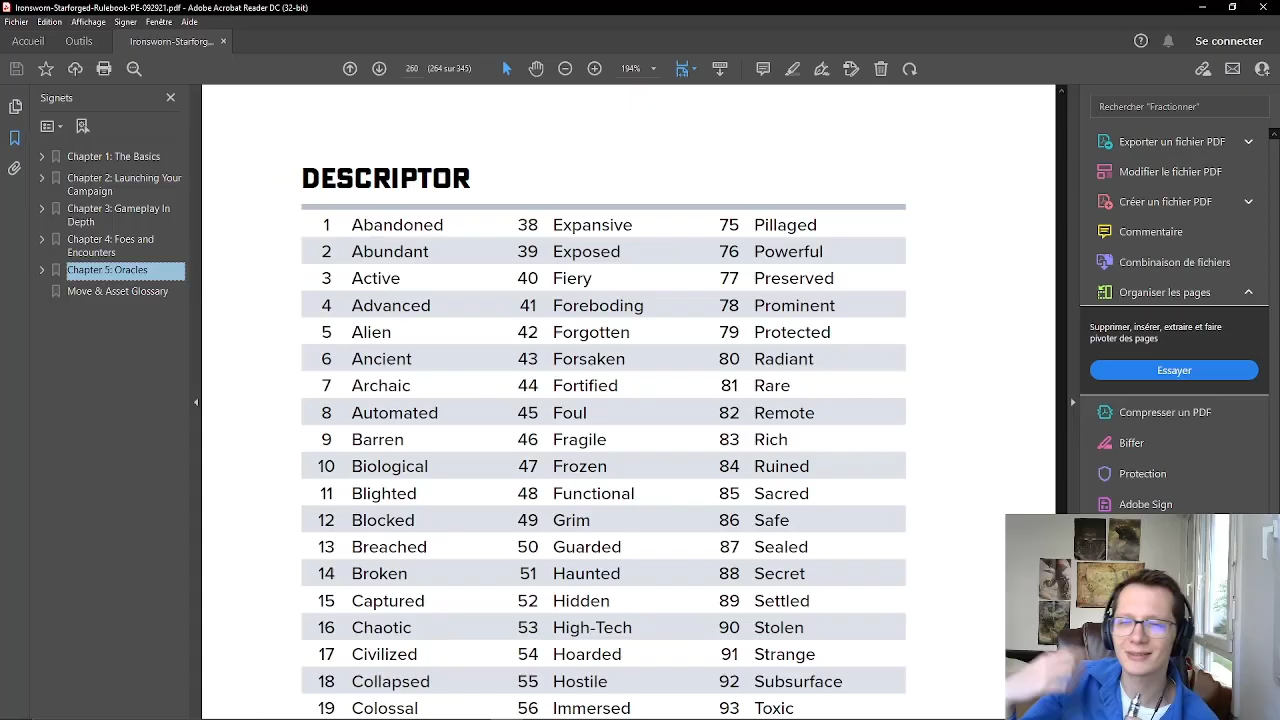 Ironsworn-Starforged-Rulebook-PE-092921.pdf - Adobe Acrobat Reader DC (32-bit)
Fichier Edition Affichage Signer Fenêtre Aide
Accueil Outils Ironsworn-Starforg... × Se connecter
260 (264 sur 345) 194%
Signets
Chapter 1: The Basics
Chapter 2: Launching Your
Campaign
Chapter 3: Gameplay In
Depth
Chapter 4: Foes and
Encounters
Chapter 5: Oracles
Move & Asset Glossary
DESCRIPTOR
1 Abandoned 38 Expansive 75 Pillaged
2 Abundant 39 Exposed 76 Powerful
3 Active 40 Fiery 77 Preserved
4 Advanced 41 Foreboding 78 Prominent
5 Alien 42 Forgotten 79 Protected
6 Ancient 43 Forsaken 80 Radiant
7 Archaic 44 Fortified 81 Rare
8 Automated 45 Foul 82 Remote
9 Barren 46 Fragile 83 Rich
10 Biological 47 Frozen 84 Ruined
11 Blighted 48 Functional 85 Sacred
12 Blocked 49 Grim 86 Safe
13 Breached 50 Guarded 87 Sealed
14 Broken 51 Haunted 88 Secret
15 Captured 52 Hidden 89 Settled
16 Chaotic 53 High-Tech 90 Stolen
17 Civilized 54 Hoarded 91 Strange
18 Collapsed 55 Hostile 92 Subsurface
19 Colossal 56 Immersed 93 Toxic
Rechercher "Fractionner"
Exporter un fichier PDF
Modifier le fichier PDF
Créer un fichier PDF
Commentaire
Combinaison de fichiers
Organiser les pages
Supprimer, insérer, extraire et faire
pivoter des pages
Essayer
Compresser un PDF
Biffer
Protection
Adobe Sign